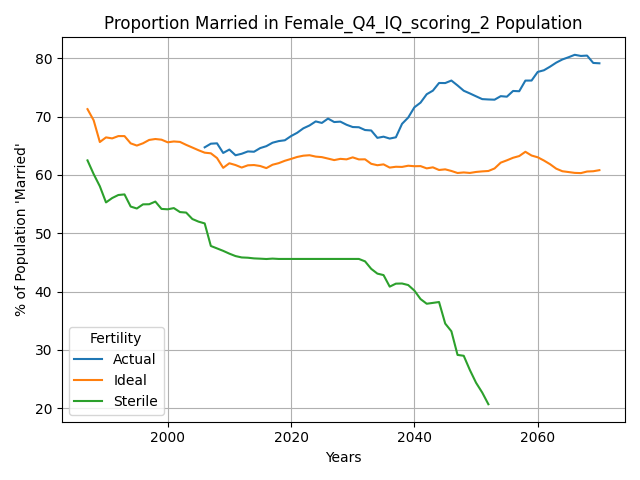 Proportion Married in Female_Q4_IQ_scoring_2 Population
% of Population 'Married'
80
70
60
50
40
30
20
Fertility
Actual
Ideal
Sterile
2000
2020
2040
2060
Years